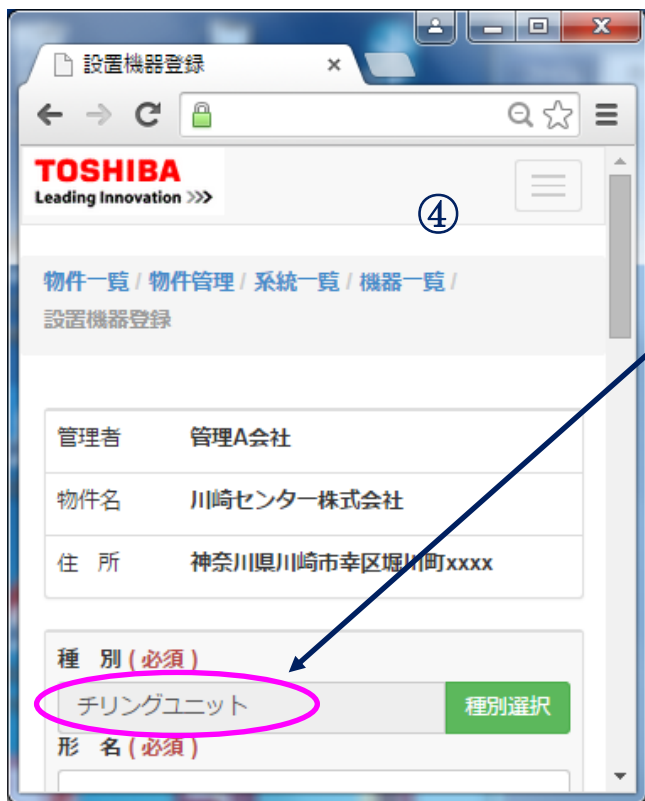 設置機器登録
TOSHIBA
Leading Innovation >>>
④
物件一覧 / 物件管理 / 系統一覧 / 機器一覧 /
設置機器登録
管理者 管理A会社
物件名 川崎センター株式会社
住 所 神奈川県川崎市幸区堀川町xxxx
種 別 ( 必須 )
チリングユニット 種別選択
形 名 ( 必須 )